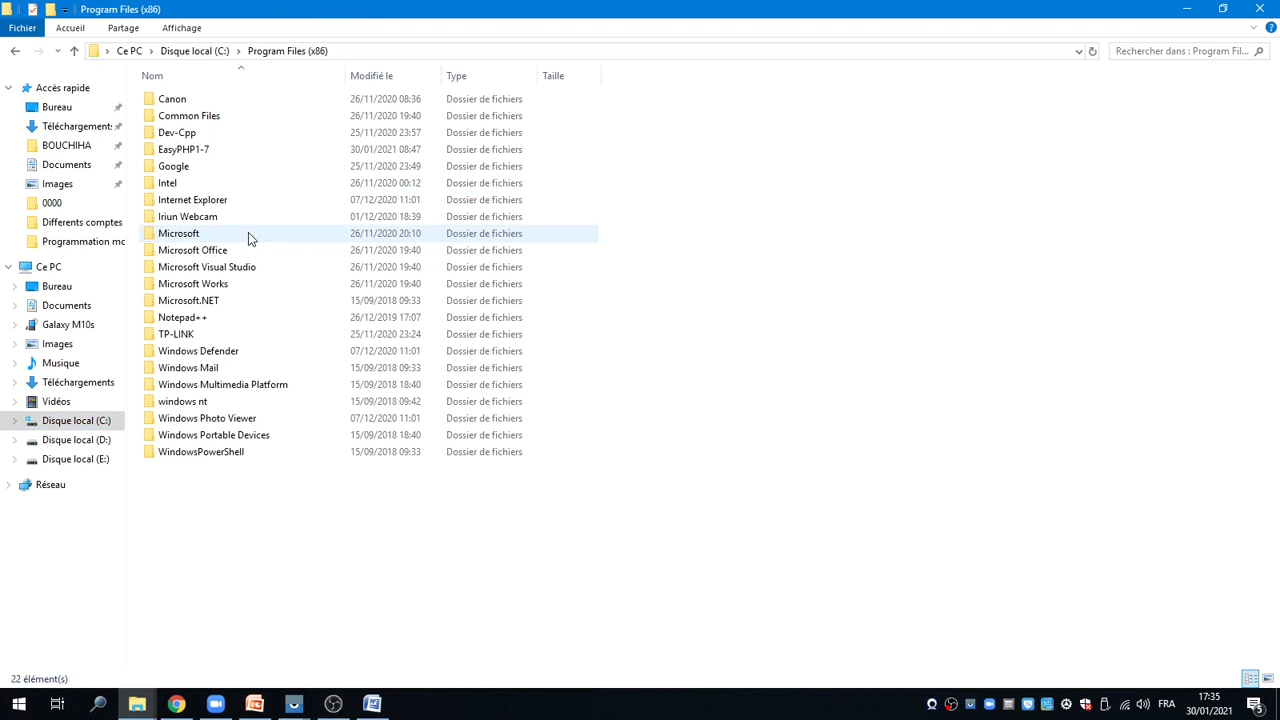 Program Files (x86)
Fichier Accueil Partage Affichage
Ce PC > Disque local (C:) > Program Files (x86)
Rechercher dans : Program Fil...
Nom Modifié le Type Taille
Accès rapide
Bureau
Téléchargement:
BOUCHIHA
Documents
Images
0000
Differents comptes
Programmation mc
Ce PC
Bureau
Documents
Galaxy M10s
Images
Musique
Téléchargements
Vidéos
Disque local (C:)
Disque local (D:)
Disque local (E:)
Réseau
Canon 26/11/2020 08:36 Dossier de fichiers
Common Files 26/11/2020 19:40 Dossier de fichiers
Dev-Cpp 25/11/2020 23:57 Dossier de fichiers
EasyPHP1-7 30/01/2021 08:47 Dossier de fichiers
Google 25/11/2020 23:49 Dossier de fichiers
Intel 26/11/2020 00:12 Dossier de fichiers
Internet Explorer 07/12/2020 11:01 Dossier de fichiers
Iriun Webcam 01/12/2020 18:39 Dossier de fichiers
Microsoft 26/11/2020 20:10 Dossier de fichiers
Microsoft Office 26/11/2020 19:40 Dossier de fichiers
Microsoft Visual Studio 26/11/2020 19:40 Dossier de fichiers
Microsoft Works 26/11/2020 19:40 Dossier de fichiers
Microsoft.NET 15/09/2018 09:33 Dossier de fichiers
Notepad++ 26/12/2019 17:07 Dossier de fichiers
TP-LINK 25/11/2020 23:24 Dossier de fichiers
Windows Defender 07/12/2020 11:01 Dossier de fichiers
Windows Mail 15/09/2018 09:33 Dossier de fichiers
Windows Multimedia Platform 15/09/2018 18:40 Dossier de fichiers
windows nt 15/09/2018 09:42 Dossier de fichiers
Windows Photo Viewer 07/12/2020 11:01 Dossier de fichiers
Windows Portable Devices 15/09/2018 18:40 Dossier de fichiers
WindowsPowerShell 15/09/2018 09:33 Dossier de fichiers
22 élément(s)
FRA
17:35
30/01/2021